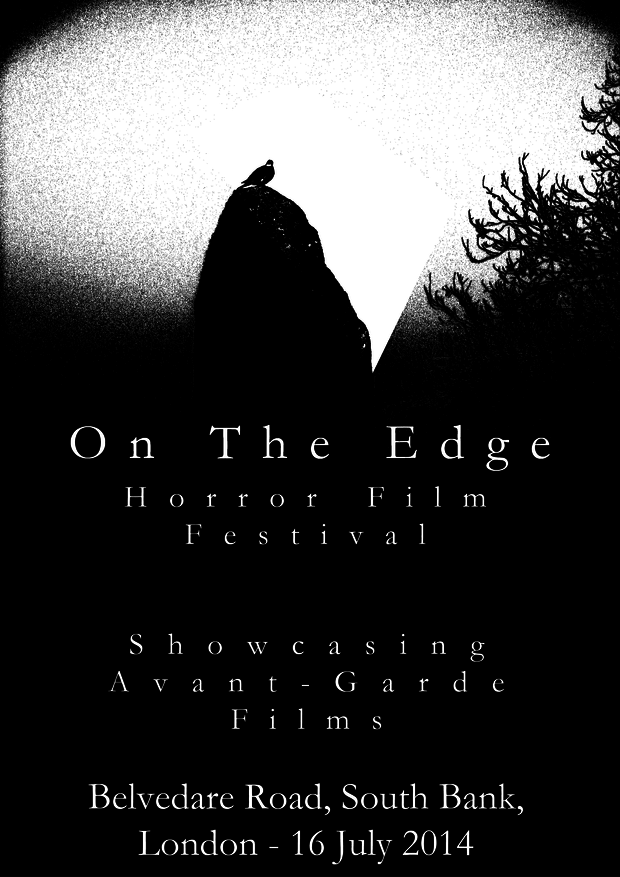 On The Edge
Horror Film
Festival
Showcasing
Avant-Garde
Films
Belvedare Road, South Bank,
London - 16 July 2014